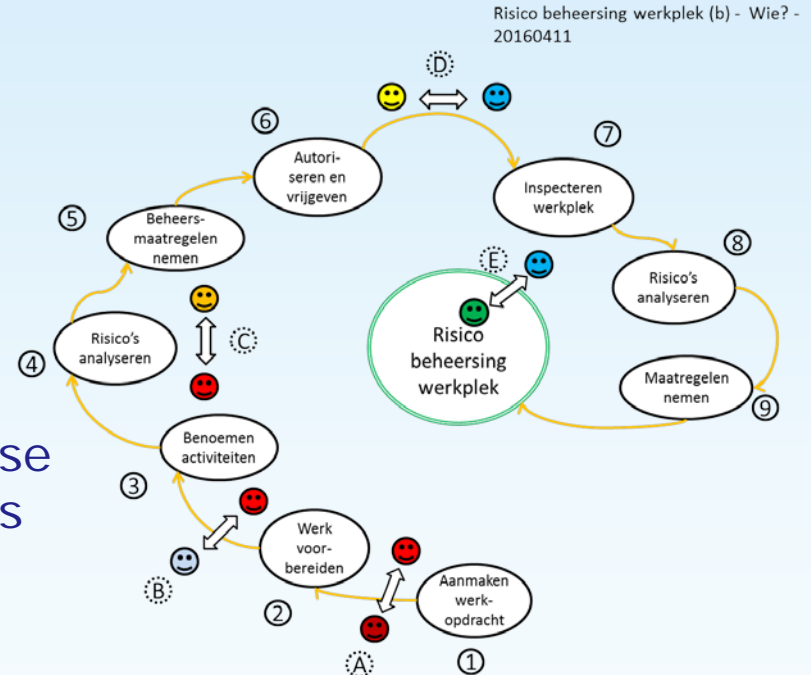 Risico beheersing werkplek (b) - Wie? -
20160411
D
6
Autori-
seren en
vrijgeven
7
Inspecteren
werkplek
5
Beheers-
maatregelen
nemen
8
Risico's
analyseren
E
Risico
beheersing
werkplek
C
4
Risico's
analyseren
Maatregelen
nemen
9
Benoemen
activiteiten
3
se
s
B
Werk
voor-
bereiden
2
A
Aanmaken
werk-
opdracht
1